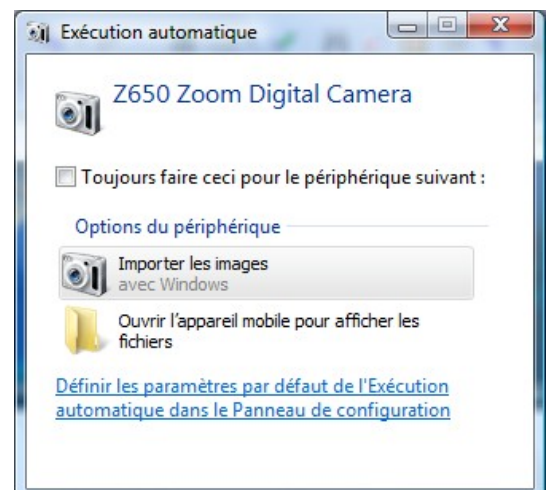 Exécution automatique
Z650 Zoom Digital Camera
Toujours faire ceci pour le périphérique suivant :
Options du périphérique
Importer les images
avec Windows
Ouvrir l'appareil mobile pour afficher les
fichiers
Définir les paramètres par défaut de l'Exécution
automatique dans le Panneau de configuration